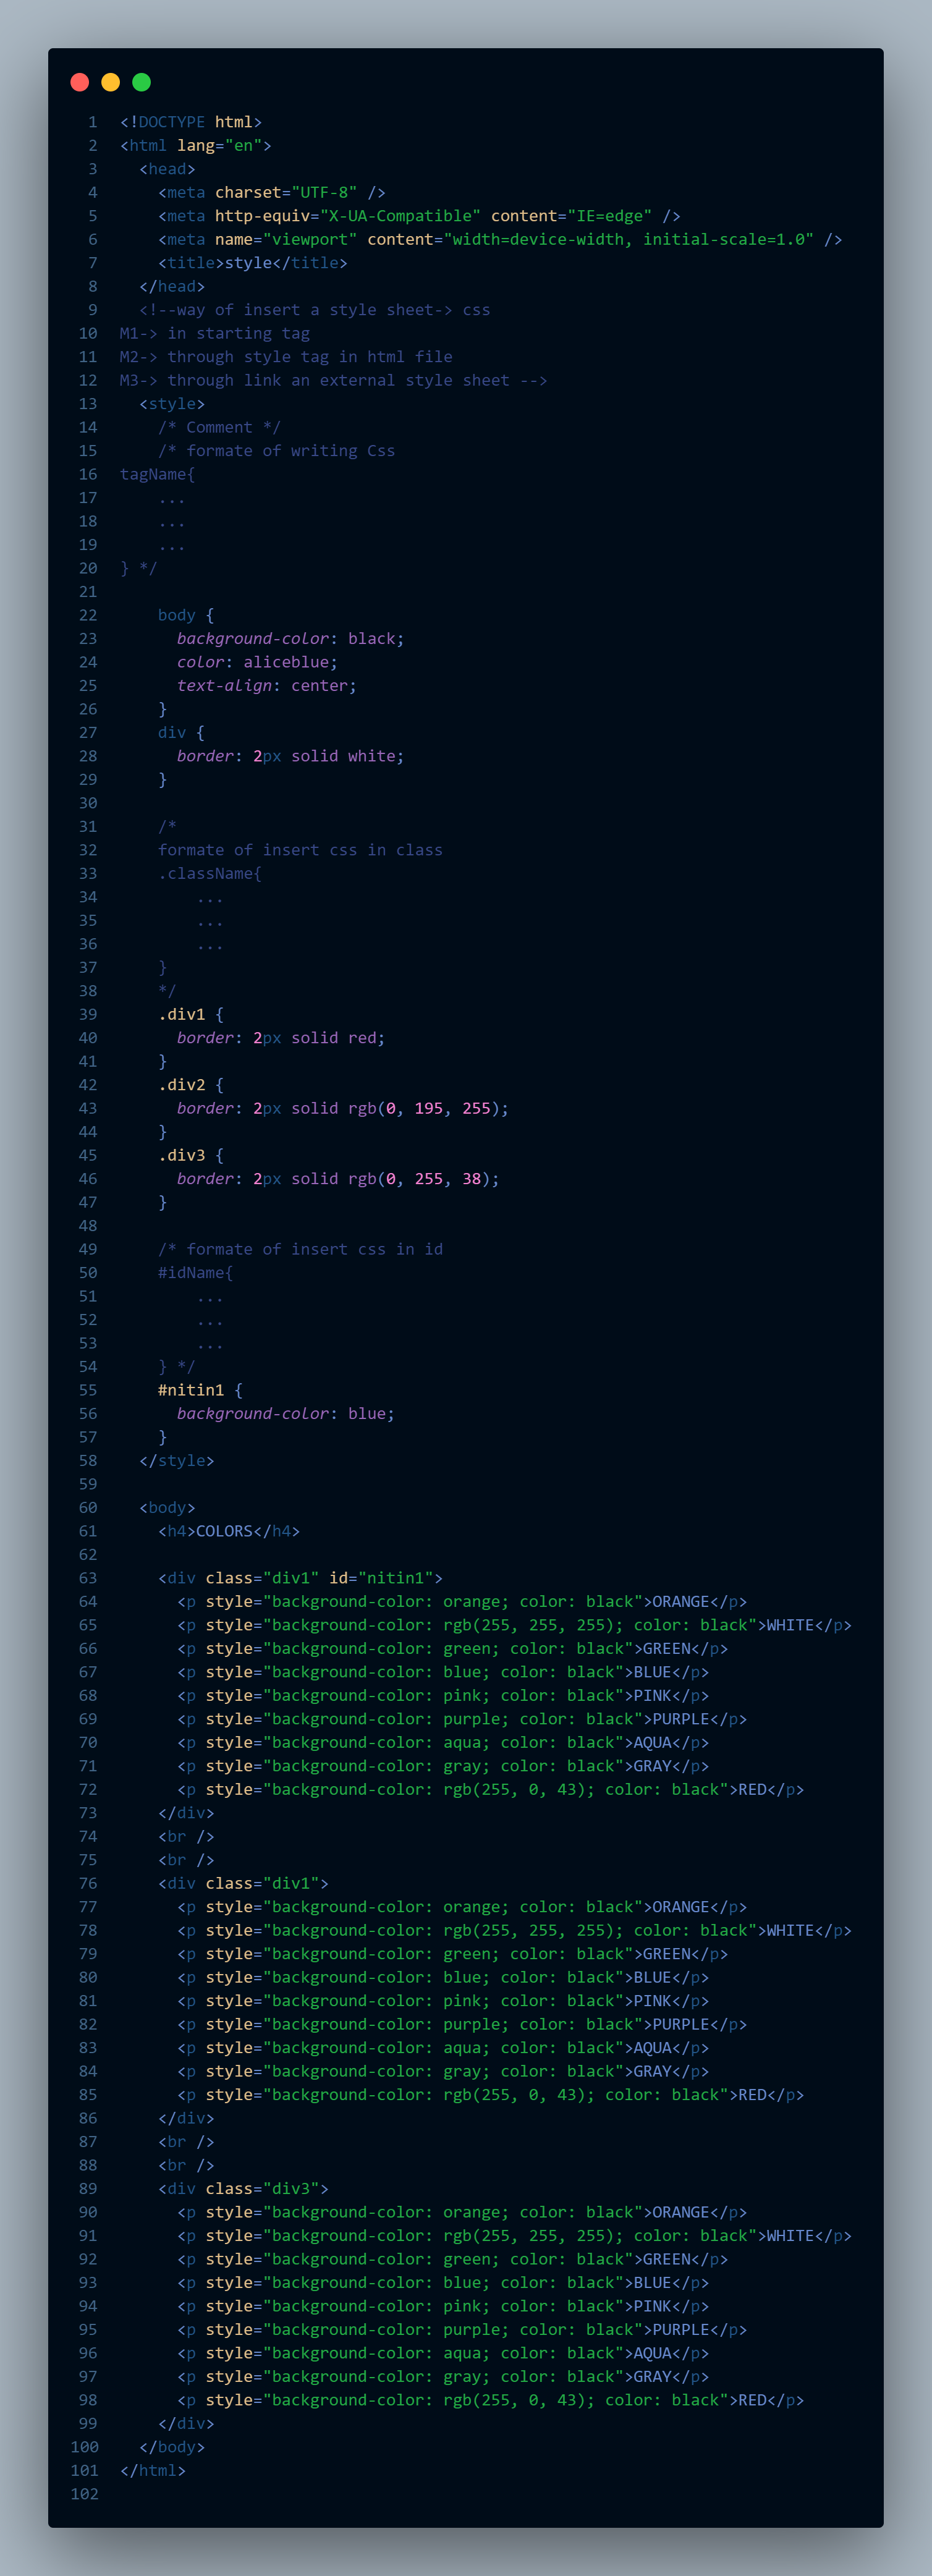 1 <!DOCTYPE html>
2 <html lang="en">
3   <head>
4     <meta charset="UTF-8" />
5     <meta http-equiv="X-UA-Compatible" content="IE=edge" />
6     <meta name="viewport" content="width=device-width, initial-scale=1.0" />
7     <title>style</title>
8   </head>
9   <!--way of insert a style sheet-> css
10 M1-> in starting tag
11 M2-> through style tag in html file
12 M3-> through link an external style sheet -->
13   <style>
14     /* Comment */
15     /* formate of writing Css
16 tagName{
17     ...
18     ...
19     ...
20 } */
21
22     body {
23       background-color: black;
24       color: aliceblue;
25       text-align: center;
26     }
27     div {
28       border: 2px solid white;
29     }
30
31     /*
32     formate of insert css in class
33     .className{
34         ...
35         ...
36         ...
37     }
38     */
39     .div1 {
40       border: 2px solid red;
41     }
42     .div2 {
43       border: 2px solid rgb(0, 195, 255);
44     }
45     .div3 {
46       border: 2px solid rgb(0, 255, 38);
47     }
48
49     /* formate of insert css in id
50     #idName{
51         ...
52         ...
53         ...
54     } */
55     #nitin1 {
56       background-color: blue;
57     }
58   </style>
59
60   <body>
61     <h4>COLORS</h4>
62
63     <div class="div1" id="nitin1">
64       <p style="background-color: orange; color: black">ORANGE</p>
65       <p style="background-color: rgb(255, 255, 255); color: black">WHITE</p>
66       <p style="background-color: green; color: black">GREEN</p>
67       <p style="background-color: blue; color: black">BLUE</p>
68       <p style="background-color: pink; color: black">PINK</p>
69       <p style="background-color: purple; color: black">PURPLE</p>
70       <p style="background-color: aqua; color: black">AQUA</p>
71       <p style="background-color: gray; color: black">GRAY</p>
72       <p style="background-color: rgb(255, 0, 43); color: black">RED</p>
73     </div>
74     <br />
75     <br />
76     <div class="div1">
77       <p style="background-color: orange; color: black">ORANGE</p>
78       <p style="background-color: rgb(255, 255, 255); color: black">WHITE</p>
79       <p style="background-color: green; color: black">GREEN</p>
80       <p style="background-color: blue; color: black">BLUE</p>
81       <p style="background-color: pink; color: black">PINK</p>
82       <p style="background-color: purple; color: black">PURPLE</p>
83       <p style="background-color: aqua; color: black">AQUA</p>
84       <p style="background-color: gray; color: black">GRAY</p>
85       <p style="background-color: rgb(255, 0, 43); color: black">RED</p>
86     </div>
87     <br />
88     <br />
89     <div class="div3">
90       <p style="background-color: orange; color: black">ORANGE</p>
91       <p style="background-color: rgb(255, 255, 255); color: black">WHITE</p>
92       <p style="background-color: green; color: black">GREEN</p>
93       <p style="background-color: blue; color: black">BLUE</p>
94       <p style="background-color: pink; color: black">PINK</p>
95       <p style="background-color: purple; color: black">PURPLE</p>
96       <p style="background-color: aqua; color: black">AQUA</p>
97       <p style="background-color: gray; color: black">GRAY</p>
98       <p style="background-color: rgb(255, 0, 43); color: black">RED</p>
99     </div>
100   </body>
101 </html>
102